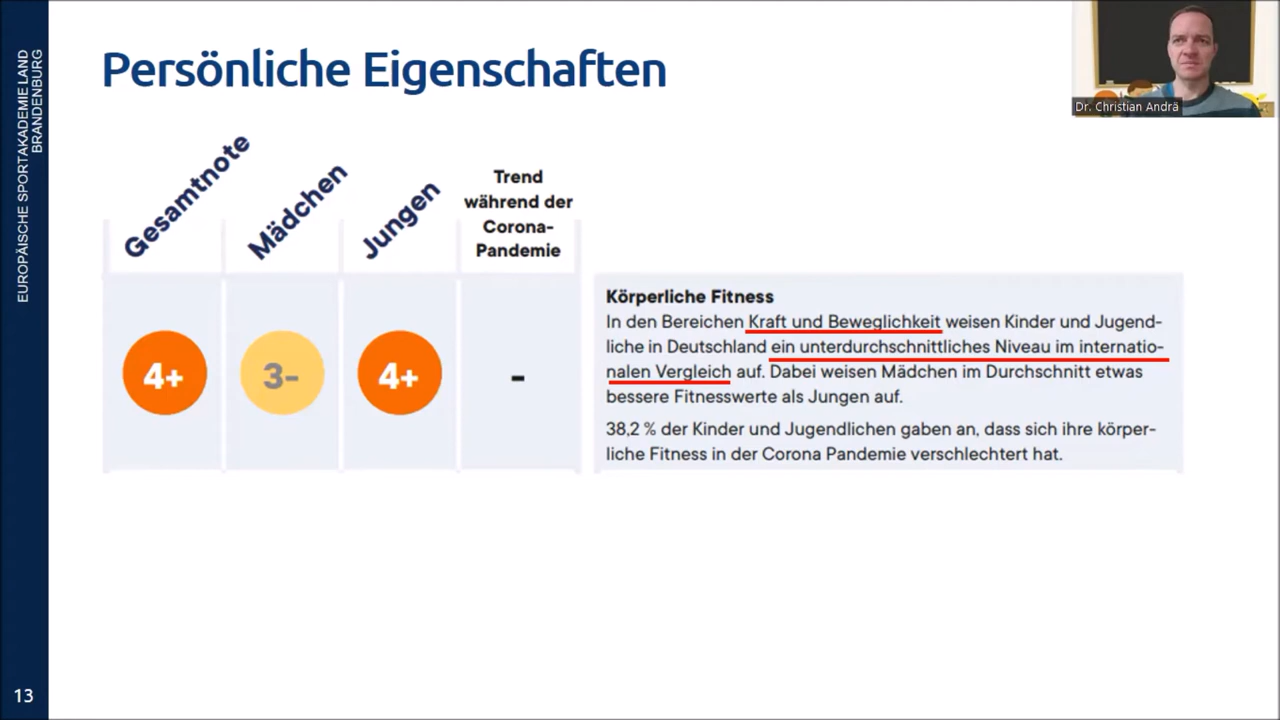 EUROPÄISCHE SPORTAKADEMIE LAND
BRANDENBURG
Persönliche Eigenschaften
Dr. Christian Andrä
Gesamtnote
Mädchen
Jungen
Trend
während der
Corona-
Pandemie
4+
3-
4+
-
Körperliche Fitness
In den Bereichen Kraft und Beweglichkeit weisen Kinder und Jugend-
liche in Deutschland ein unterdurchschnittliches Niveau im internatio-
nalen Vergleich auf. Dabei weisen Mädchen im Durchschnitt etwas
bessere Fitnesswerte als Jungen auf.
38,2 % der Kinder und Jugendlichen gaben an, dass sich ihre körper-
liche Fitness in der Corona Pandemie verschlechtert hat.
13